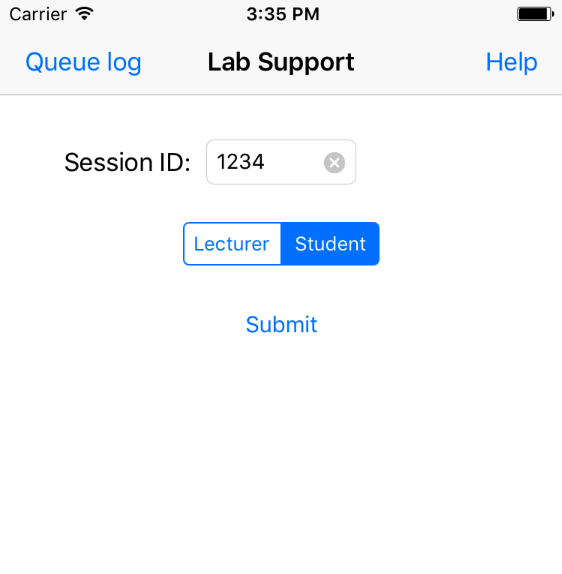 Carrier 3:35 PM
Queue log Lab Support Help
Session ID: 1234
Lecturer Student
Submit